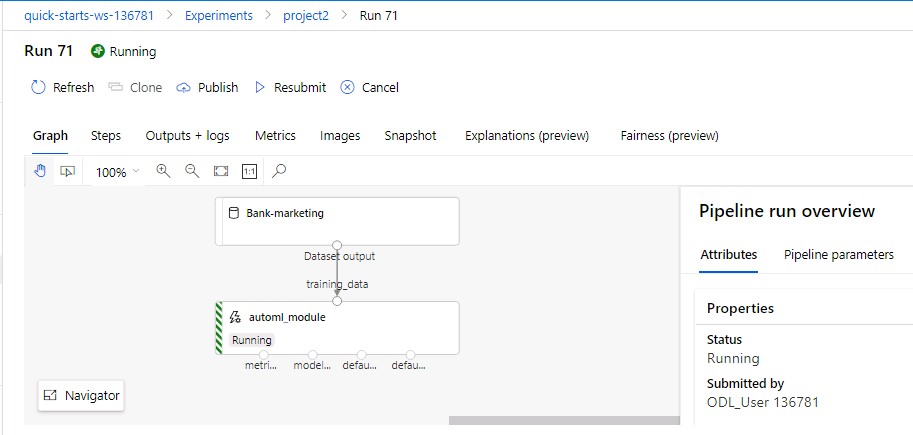 quick-starts-ws-136781 > Experiments > project2 > Run 71
Run 71 Running
Refresh Clone Publish Resubmit Cancel
Graph Steps Outputs + logs Metrics Images Snapshot Explanations (preview) Fairness (preview)
100% 1:1
Bank-marketing
Dataset output
training_data
automl_module
Running
metri... model... defau... defau...
Navigator
Pipeline run overview
Attributes Pipeline parameters
Properties
Status
Running
Submitted by
ODL_User 136781